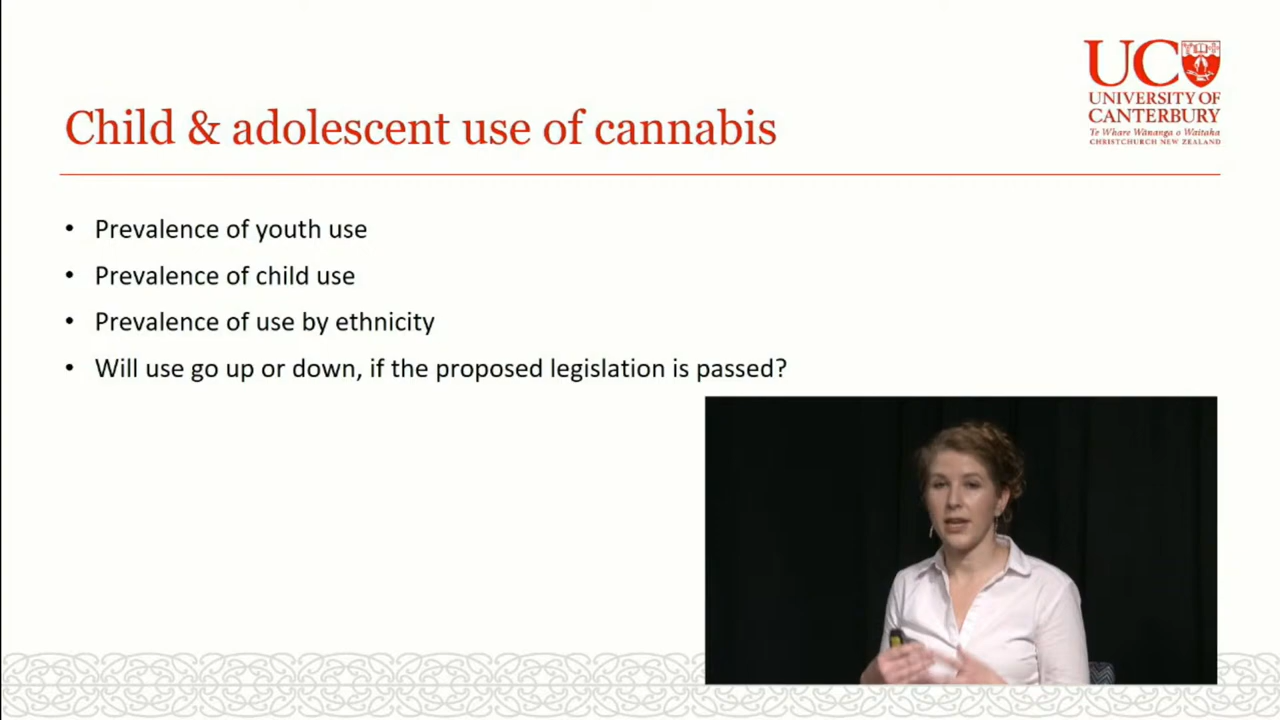 UC
UNIVERSITY OF
CANTERBURY
Te Whare Wānanga o Waitaha
CHRISTCHURCH NEW ZEALAND
Child & adolescent use of cannabis
• Prevalence of youth use
• Prevalence of child use
• Prevalence of use by ethnicity
• Will use go up or down, if the proposed legislation is passed?